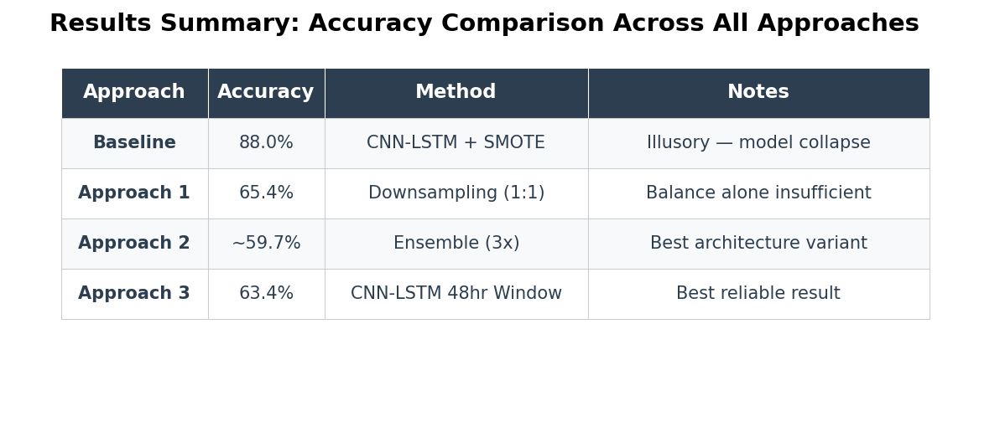 Results Summary: Accuracy Comparison Across All Approaches
Approach Accuracy Method Notes
Baseline 88.0% CNN-LSTM + SMOTE Illusory — model collapse
Approach 1 65.4% Downsampling (1:1) Balance alone insufficient
Approach 2 ~59.7% Ensemble (3x) Best architecture variant
Approach 3 63.4% CNN-LSTM 48hr Window Best reliable result